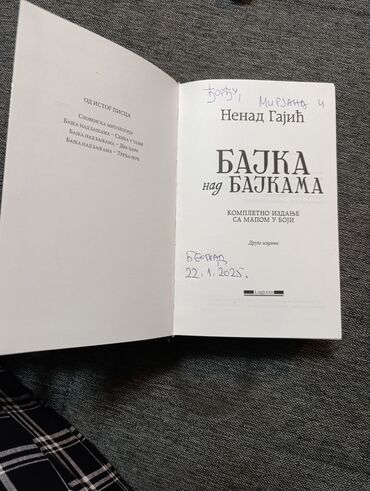 ОД ИСТОГ ПИСЦА
Словенска митологија
Бајка над бајкама – Сенка у тами
Бајка над бајкама – Два цара
Бајка над бајкама – Трећа ноћ
Ђорђу,
Мирјана и
Ненад Гајић
БАЈКА
над БАЈКАМА
КОМПЛЕТНО ИЗДАЊЕ
СА МАПОМ У БОЈИ
Друго издање
Београд
22.1.2025.
Laguna